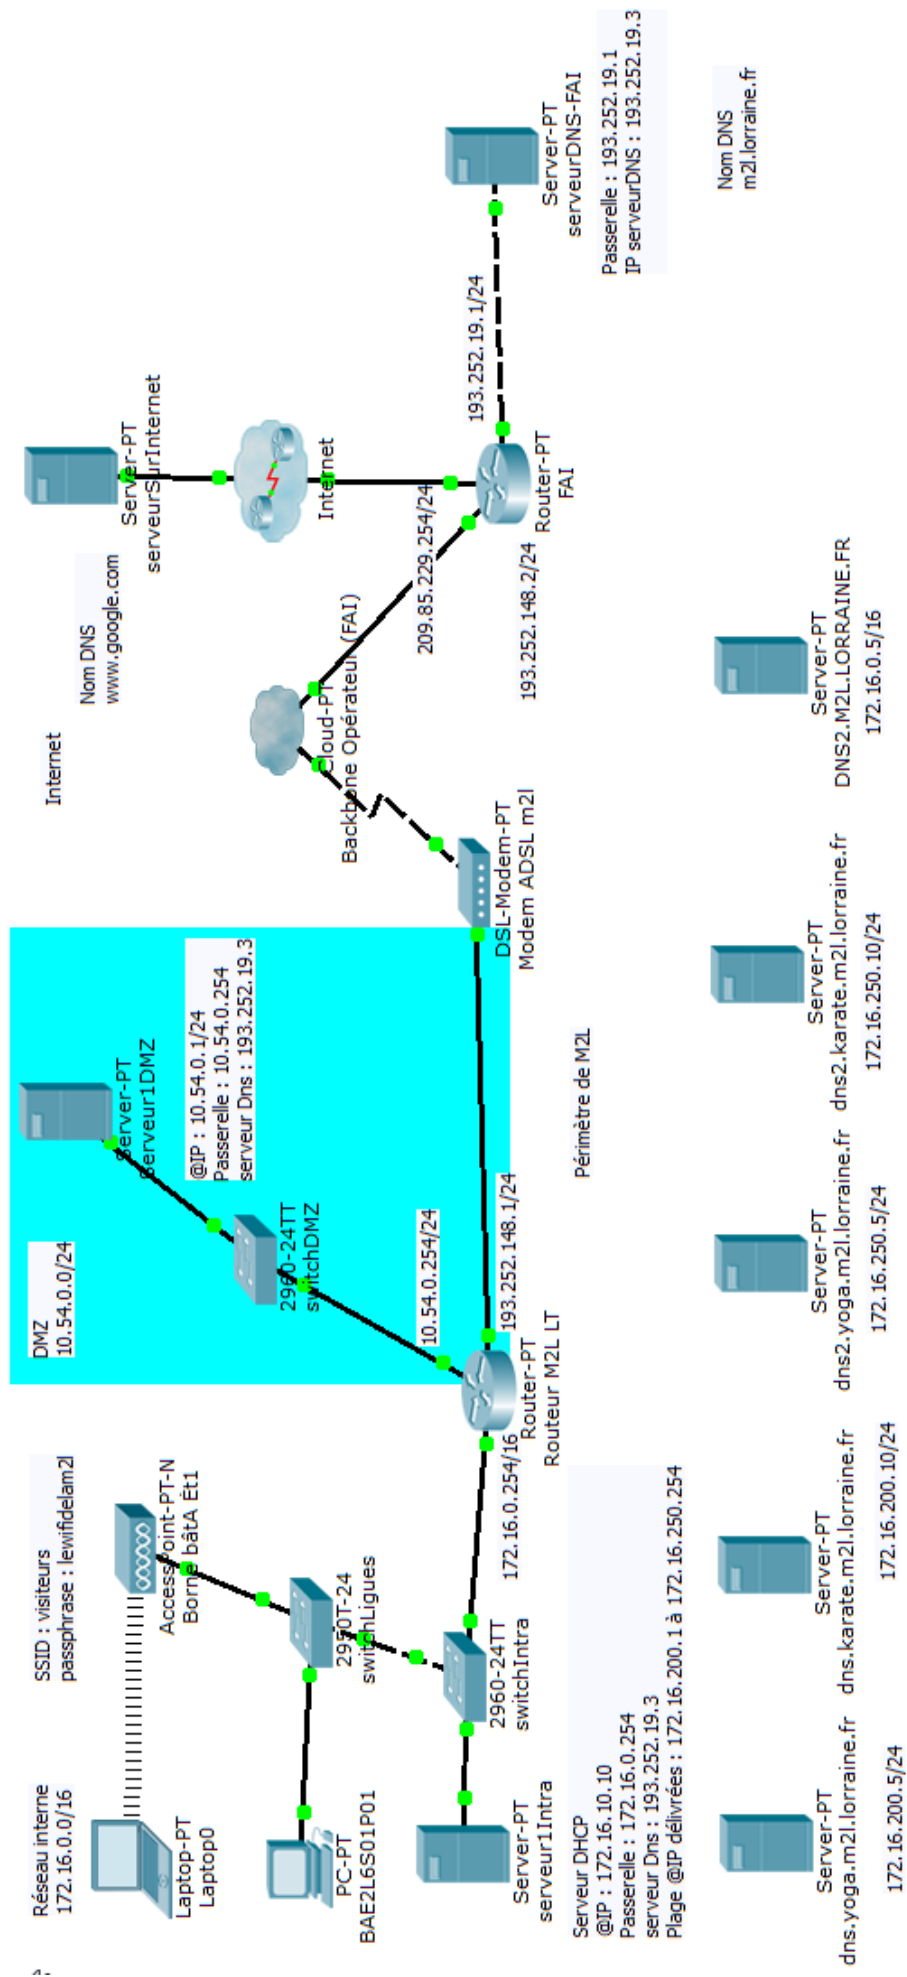 Réseau interne
172.16.0.0/16
SSID : visiteurs
passphrase : lewifidelam2l
DMZ
10.54.0.0/24
Internet
Nom DNS
www.google.com
Laptop-PT
Laptop0
AccessPoint-PT-N
Borne bâtA Ét1
Server-PT
Serveur1DMZ
@IP : 10.54.0.1/24
Passerelle : 10.54.0.254
serveur Dns : 193.252.19.3
Server-PT
serveurSurInternet
2960-24TT
switchDMZ
Cloud-PT
Backbone Opérateur (FAI)
Internet
PC-PT
BAE2L6S01P01
2950T-24
switchLigues
10.54.0.254/24
209.85.229.254/24
193.252.19.1/24
Server-PT
serveurDNS-FAI
Passerelle : 193.252.19.1
IP serveurDNS : 193.252.19.3
Server-PT
serveur1Intra
2960-24TT
switchIntra
172.16.0.254/16
Router-PT
Routeur M2L LT
193.252.148.1/24
DSL-Modem-PT
Modem ADSL m2l
193.252.148.2/24
Router-PT
FAI
Serveur DHCP
@IP : 172.16.10.10
Passerelle : 172.16.0.254
serveur Dns : 193.252.19.3
Plage @IP délivrées : 172.16.200.1 à 172.16.250.254
Périmètre de M2L
Nom DNS
m2l.lorraine.fr
Server-PT
dns.yoga.m2l.lorraine.fr
172.16.200.5/24
Server-PT
dns.karate.m2l.lorraine.fr
172.16.200.10/24
Server-PT
dns2.yoga.m2l.lorraine.fr
172.16.250.5/24
Server-PT
dns2.karate.m2l.lorraine.fr
172.16.250.10/24
Server-PT
DNS2.M2L.LORRAINE.FR
172.16.0.5/16